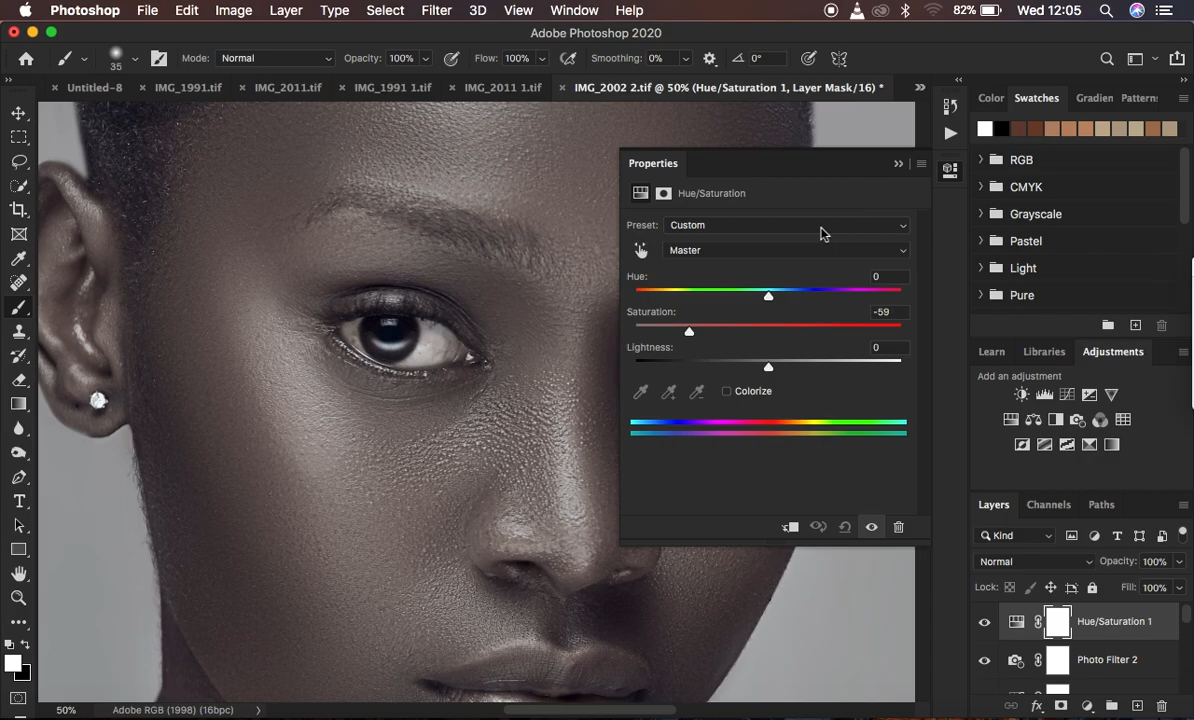 Photoshop File Edit Image Layer Type Select Filter 3D View Window Help 82% Wed 12:05
Adobe Photoshop 2020
35 Mode: Normal Opacity: 100% Flow: 100% Smoothing: 0% 0°
Untitled-8 IMG_1991.tif IMG_2011.tif IMG_1991 1.tif IMG_2011 1.tif IMG_2002 2.tif @ 50% (Hue/Saturation 1, Layer Mask/16) *
Color Swatches Gradien Pattern:
RGB
CMYK
Grayscale
Pastel
Light
Pure
Properties
Hue/Saturation
Preset: Custom
Master
Hue: 0
Saturation: -59
Lightness: 0
Colorize
Learn Libraries Adjustments
Add an adjustment
Layers Channels Paths
Kind
Normal Opacity: 100%
Lock: Fill: 100%
Hue/Saturation 1
Photo Filter 2
50% Adobe RGB (1998) (16bpc)